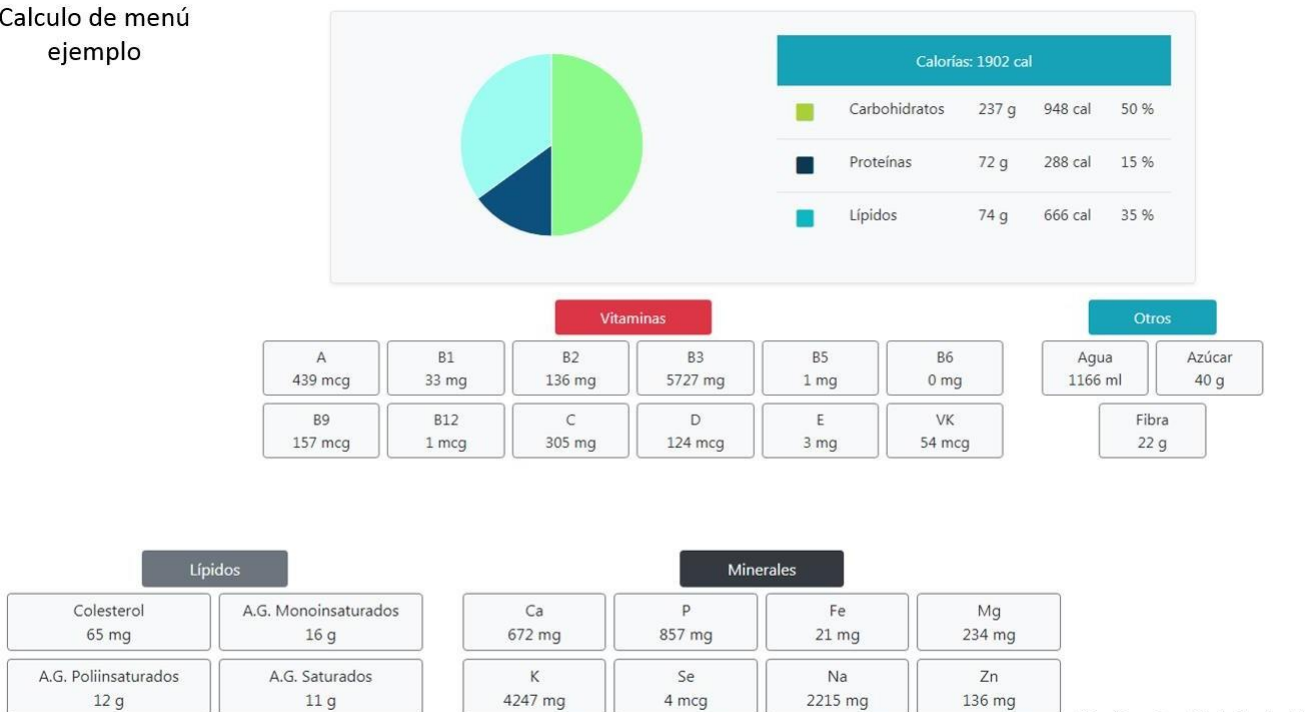 Calculo de menú
ejemplo
Calorías: 1902 cal
Carbohidratos 237 g 948 cal 50 %
Proteínas 72 g 288 cal 15 %
Lípidos 74 g 666 cal 35 %
Vitaminas
A B1 B2 B3 B5 B6
439 mcg 33 mg 136 mg 5727 mg 1 mg 0 mg
B9 B12 C D E VK
157 mcg 1 mcg 305 mg 124 mcg 3 mg 54 mcg
Otros
Agua Azúcar
1166 ml 40 g
Fibra
22 g
Lípidos
Colesterol A.G. Monoinsaturados
65 mg 16 g
A.G. Poliinsaturados A.G. Saturados
12 g 11 g
Minerales
Ca P Fe Mg
672 mg 857 mg 21 mg 234 mg
K Se Na Zn
4247 mg 4 mcg 2215 mg 136 mg